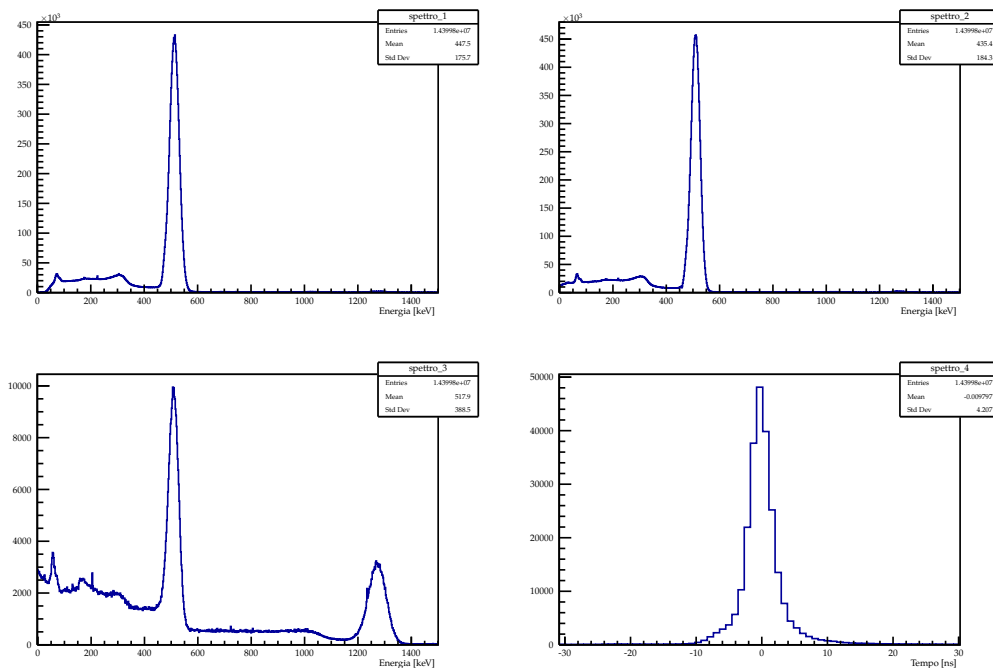 ×10³
spettro_1
Entries 1.43998e+07
Mean 447.5
Std Dev 175.7
450
400
350
300
250
200
150
100
50
0
0 200 400 600 800 1000 1200 1400
Energia [keV]
×10³
spettro_2
Entries 1.43998e+07
Mean 435.4
Std Dev 184.3
450
400
350
300
250
200
150
100
50
0
0 200 400 600 800 1000 1200 1400
Energia [keV]
spettro_3
Entries 1.43998e+07
Mean 517.9
Std Dev 388.5
10000
8000
6000
4000
2000
0
0 200 400 600 800 1000 1200 1400
Energia [keV]
spettro_4
Entries 1.43998e+07
Mean -0.009797
Std Dev 4.207
50000
40000
30000
20000
10000
0
-30 -20 -10 0 10 20 30
Tempo [ns]